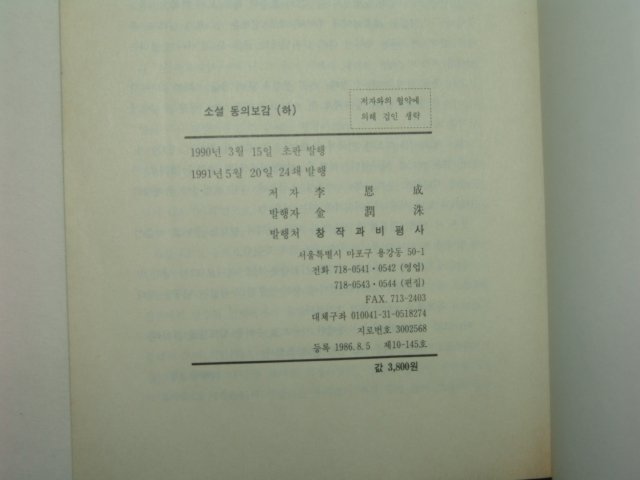 소설 동의보감 (하)
저자와의 협약에
의해 검인 생략
1990년 3월 15일 초판 발행
1991년 5월 20일 24쇄 발행
저 자 李 恩 成
발행자 金 潤 洙
발행처 창작과비평사
서울특별시 마포구 용강동 50-1
전화 718-0541·0542 (영업)
718-0543·0544 (편집)
FAX. 713-2403
대체구좌 010041-31-0518274
지로번호 3002568
등록 1986.8.5 제10-145호
값 3,800원